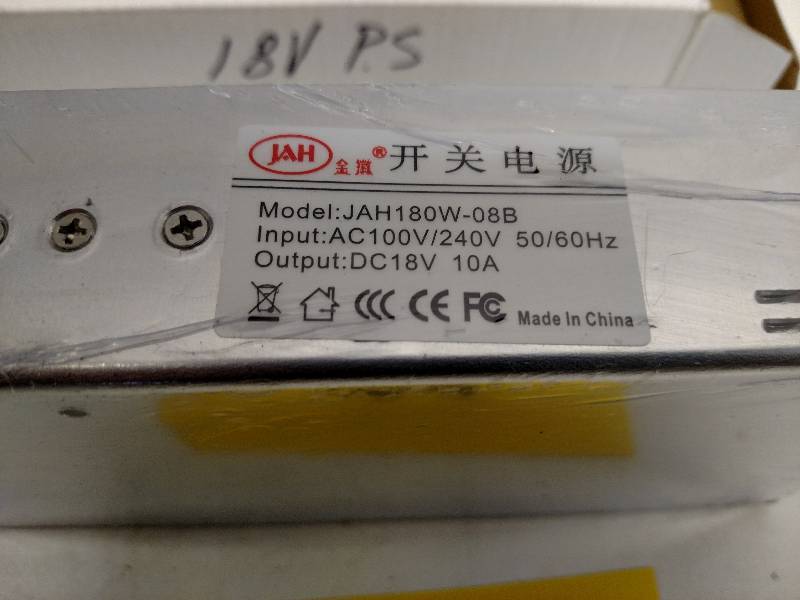 18V P.S
JAH 金徽® 开关电源
Model:JAH180W-08B
Input:AC100V/240V 50/60Hz
Output:DC18V 10A
CCC CE FC Made In China